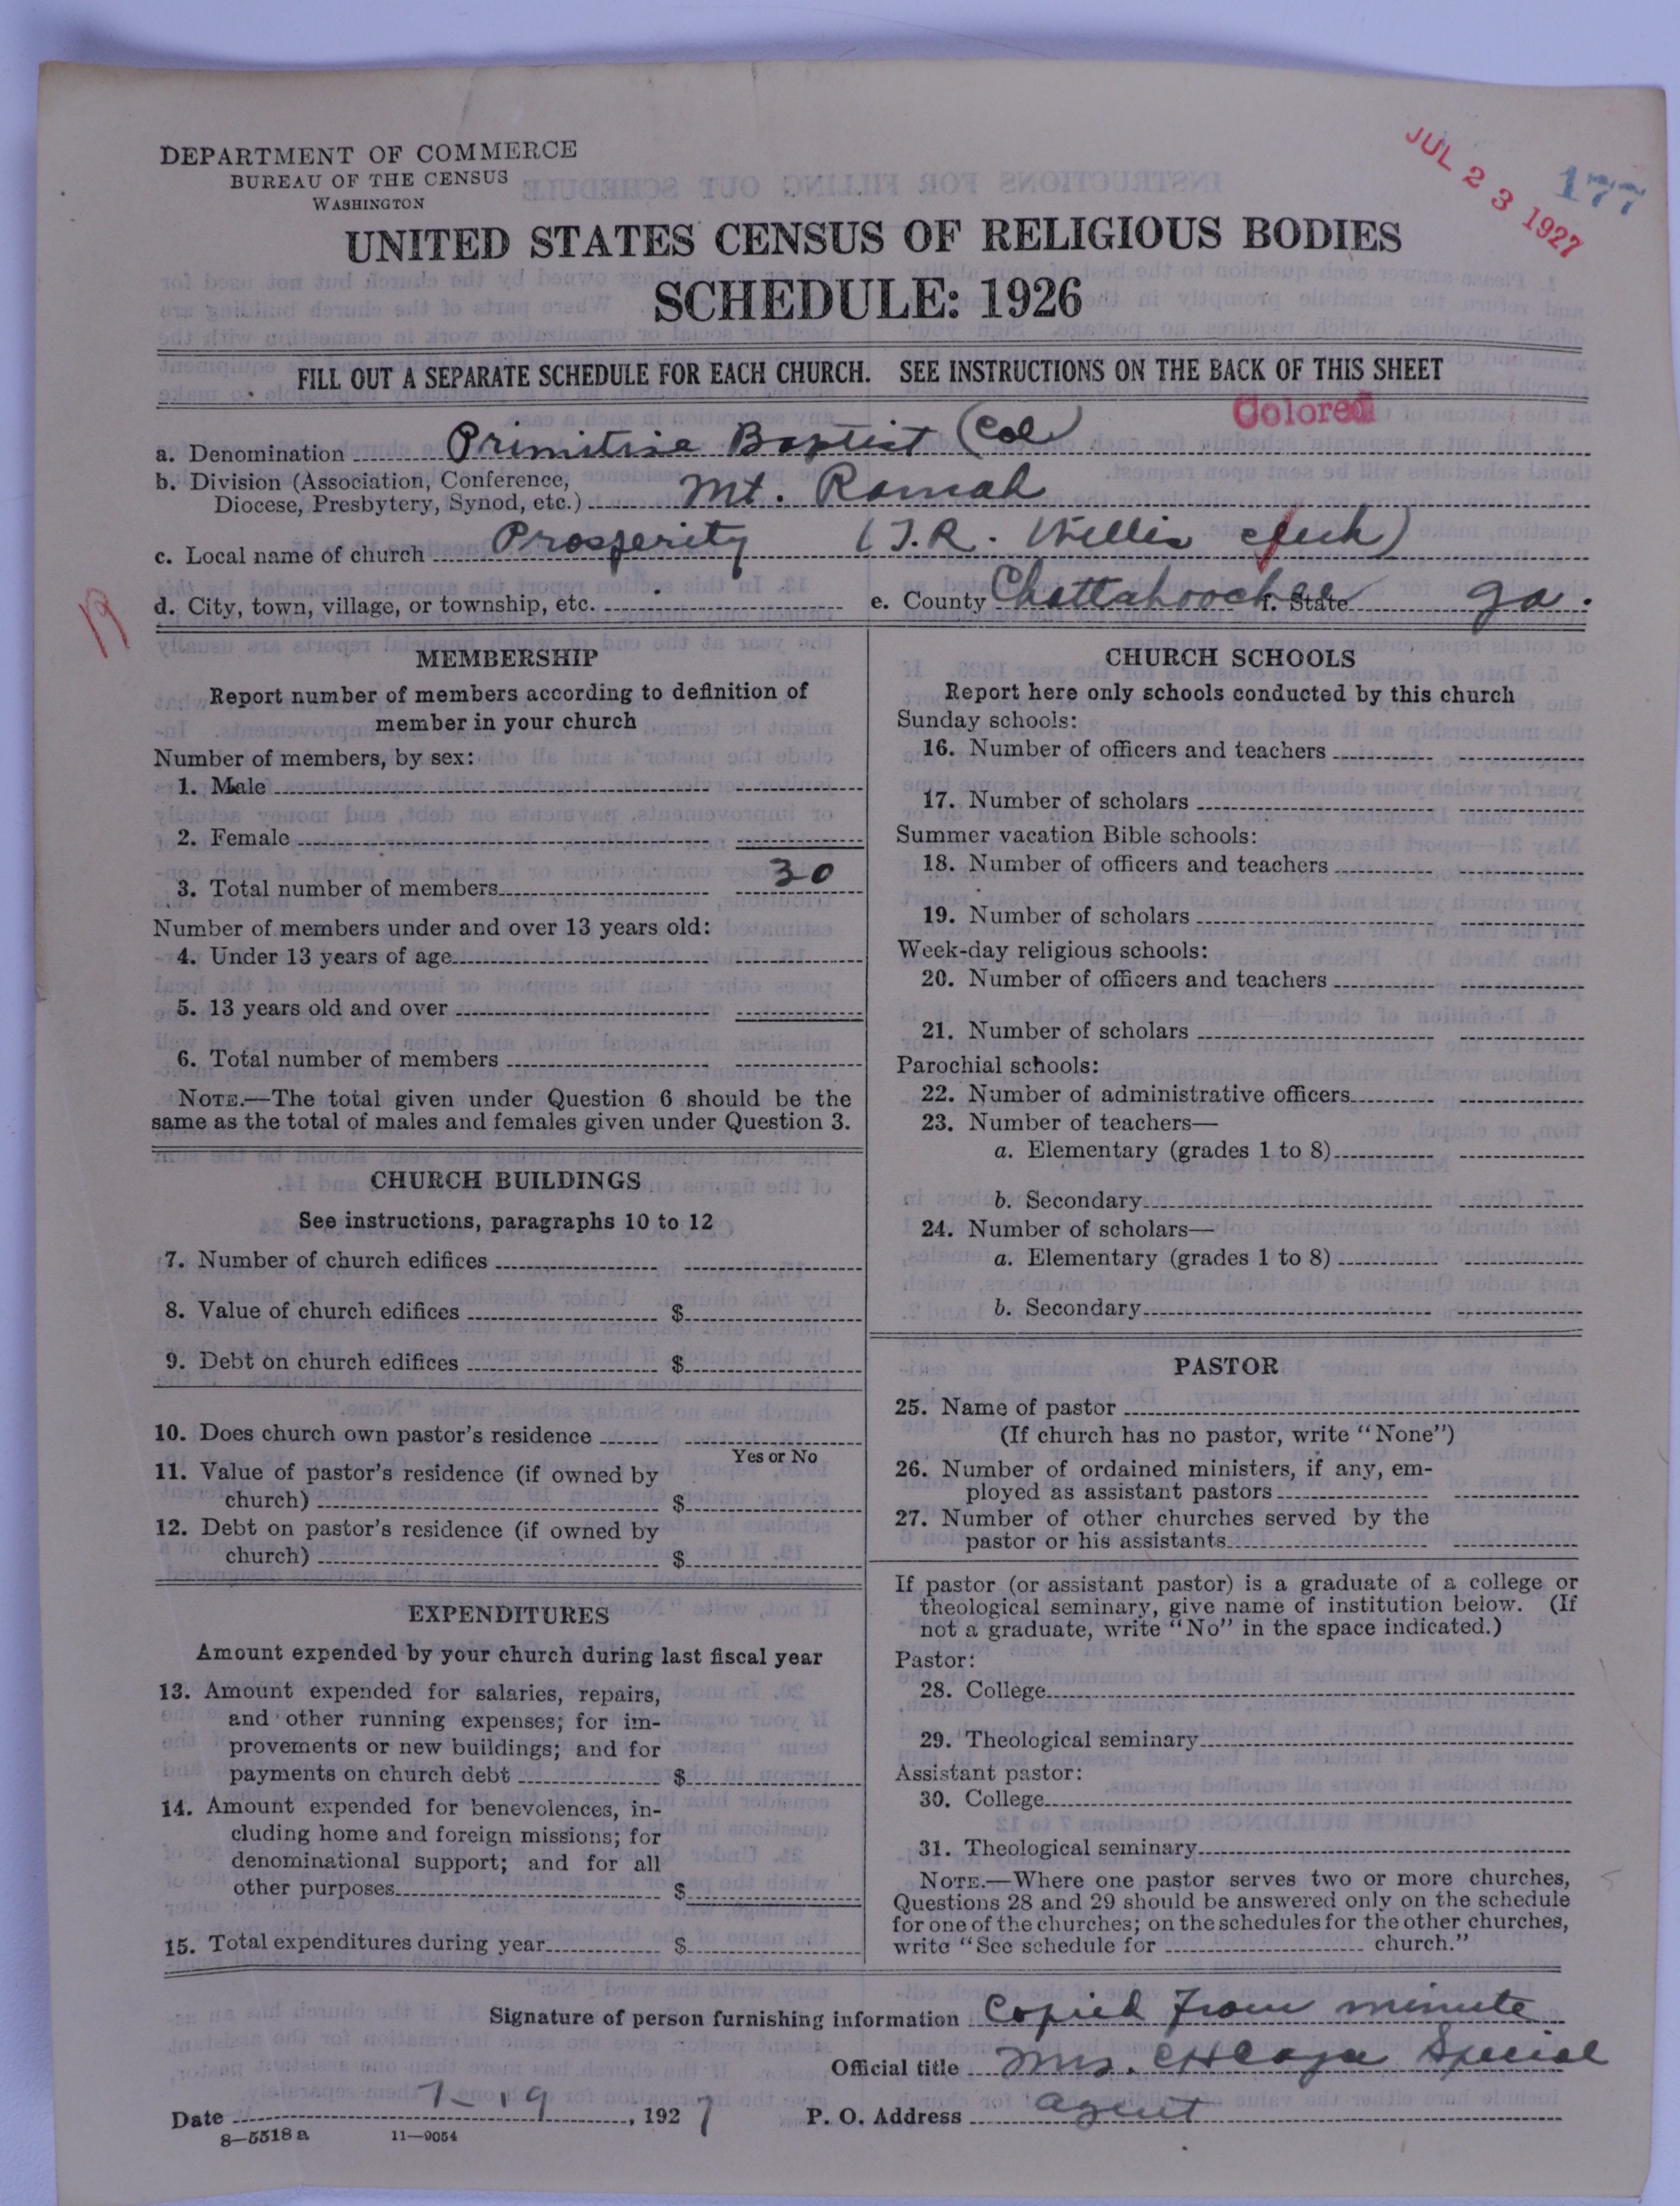 DEPARTMENT OF COMMERCE
BUREAU OF THE CENSUS
WASHINGTON
JUL 23 1927
177
UNITED STATES CENSUS OF RELIGIOUS BODIES
SCHEDULE: 1926
FILL OUT A SEPARATE SCHEDULE FOR EACH CHURCH. SEE INSTRUCTIONS ON THE BACK OF THIS SHEET
Colored
a. Denomination Primitive Baptist (Col)
b. Division (Association, Conference,
Diocese, Presbytery, Synod, etc.) Mt. Ramah
c. Local name of church Prosperity (J.R. Willis clerk)
d. City, town, village, or township, etc. e. County Chattahoochee f. State Ga.
19
MEMBERSHIP
Report number of members according to definition of
member in your church
Number of members, by sex:
1. Male
2. Female
3. Total number of members 30
Number of members under and over 13 years old:
4. Under 13 years of age
5. 13 years old and over
6. Total number of members
NOTE.—The total given under Question 6 should be the
same as the total of males and females given under Question 3.
CHURCH BUILDINGS
See instructions, paragraphs 10 to 12
7. Number of church edifices
8. Value of church edifices $
9. Debt on church edifices $
10. Does church own pastor's residence
Yes or No
11. Value of pastor's residence (if owned by
church) $
12. Debt on pastor's residence (if owned by
church) $
EXPENDITURES
Amount expended by your church during last fiscal year
13. Amount expended for salaries, repairs,
and other running expenses; for im-
provements or new buildings; and for
payments on church debt $
14. Amount expended for benevolences, in-
cluding home and foreign missions; for
denominational support; and for all
other purposes $
15. Total expenditures during year $
CHURCH SCHOOLS
Report here only schools conducted by this church
Sunday schools:
16. Number of officers and teachers
17. Number of scholars
Summer vacation Bible schools:
18. Number of officers and teachers
19. Number of scholars
Week-day religious schools:
20. Number of officers and teachers
21. Number of scholars
Parochial schools:
22. Number of administrative officers
23. Number of teachers—
a. Elementary (grades 1 to 8)
b. Secondary
24. Number of scholars—
a. Elementary (grades 1 to 8)
b. Secondary
PASTOR
25. Name of pastor
(If church has no pastor, write "None")
26. Number of ordained ministers, if any, em-
ployed as assistant pastors
27. Number of other churches served by the
pastor or his assistants
If pastor (or assistant pastor) is a graduate of a college or
theological seminary, give name of institution below. (If
not a graduate, write "No" in the space indicated.)
Pastor:
28. College
29. Theological seminary
Assistant pastor:
30. College
31. Theological seminary
NOTE.—Where one pastor serves two or more churches,
Questions 28 and 29 should be answered only on the schedule
for one of the churches; on the schedules for the other churches,
write "See schedule for church."
Signature of person furnishing information Copied from minute
Official title Mrs. Special
Date 7-19, 1927 P. O. Address agent
8—5518 a 11—9054